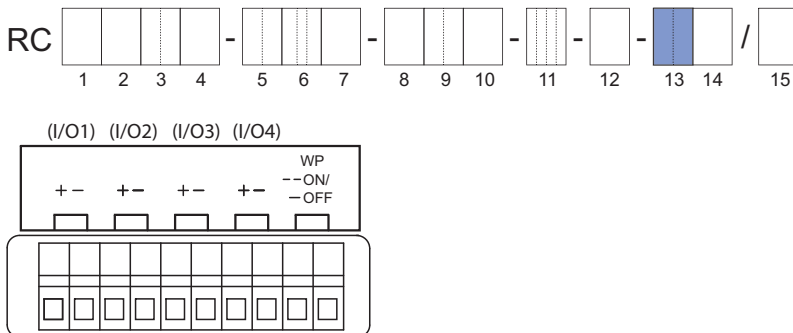 RC - - - - - /
1 2 3 4 5 6 7 8 9 10 11 12 13 14 15
(I/O1) (I/O2) (I/O3) (I/O4)
WP
+ - + - + - + - --ON/
-OFF